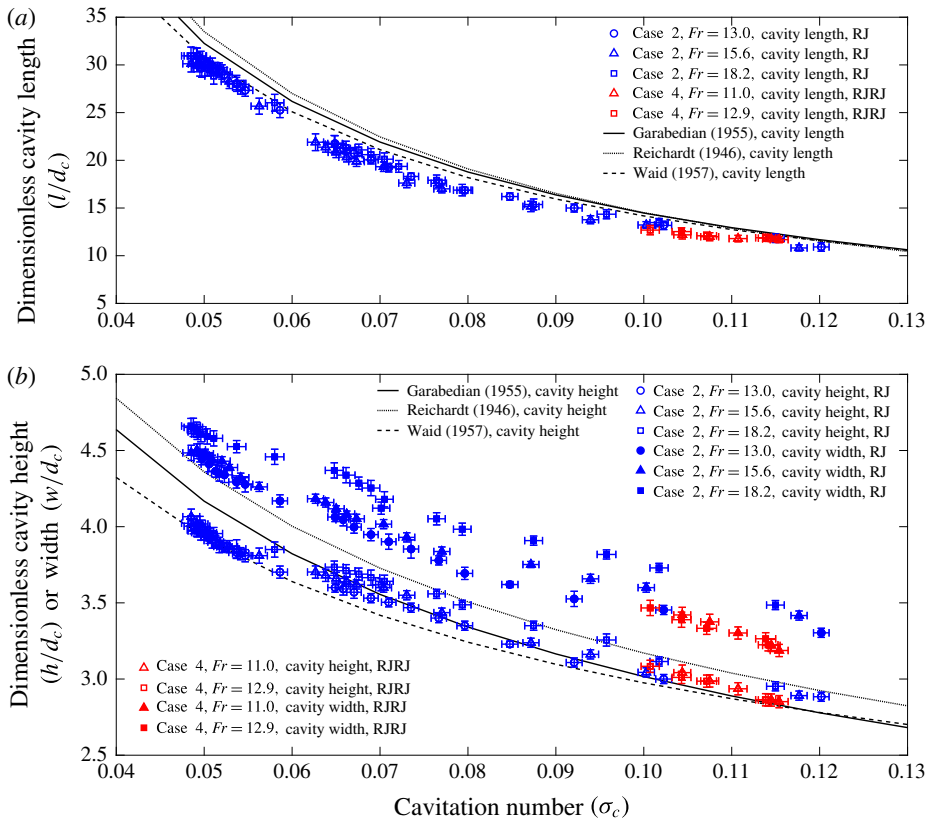 (a)
Dimensionless cavity length
(l/d_c)
35
30
25
20
15
10
5
0.04 0.05 0.06 0.07 0.08 0.09 0.10 0.11 0.12 0.13
Case 2, Fr = 13.0, cavity length, RJ
Case 2, Fr = 15.6, cavity length, RJ
Case 2, Fr = 18.2, cavity length, RJ
Case 4, Fr = 11.0, cavity length, RJRJ
Case 4, Fr = 12.9, cavity length, RJRJ
Garabedian (1955), cavity length
Reichardt (1946), cavity length
Waid (1957), cavity length
(b)
Dimensionless cavity height
(h/d_c) or width (w/d_c)
5.0
4.5
4.0
3.5
3.0
2.5
Garabedian (1955), cavity height
Reichardt (1946), cavity height
Waid (1957), cavity height
Case 2, Fr = 13.0, cavity height, RJ
Case 2, Fr = 15.6, cavity height, RJ
Case 2, Fr = 18.2, cavity height, RJ
Case 2, Fr = 13.0, cavity width, RJ
Case 2, Fr = 15.6, cavity width, RJ
Case 2, Fr = 18.2, cavity width, RJ
Case 4, Fr = 11.0, cavity height, RJRJ
Case 4, Fr = 12.9, cavity height, RJRJ
Case 4, Fr = 11.0, cavity width, RJRJ
Case 4, Fr = 12.9, cavity width, RJRJ
0.04 0.05 0.06 0.07 0.08 0.09 0.10 0.11 0.12 0.13
Cavitation number (σ_c)